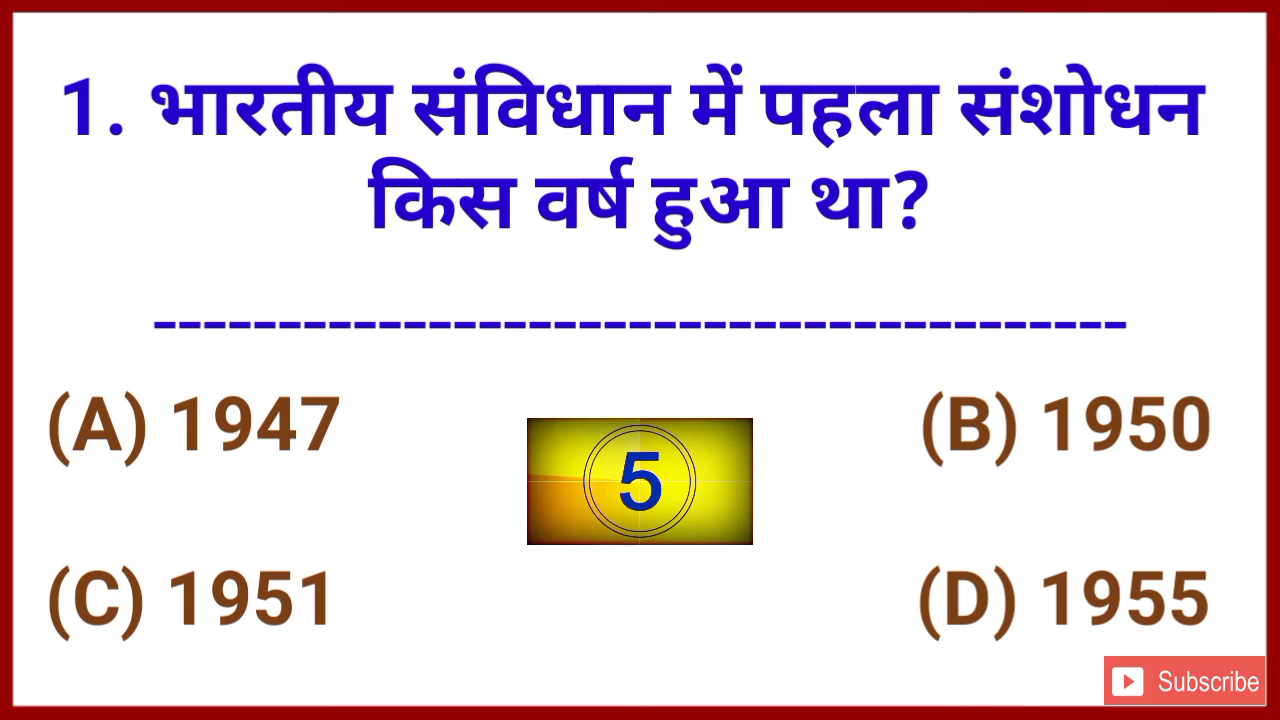 1. भारतीय संविधान में पहला संशोधन
किस वर्ष हुआ था?
---------------------------------------
(A) 1947
(B) 1950
5
(C) 1951
(D) 1955
Subscribe